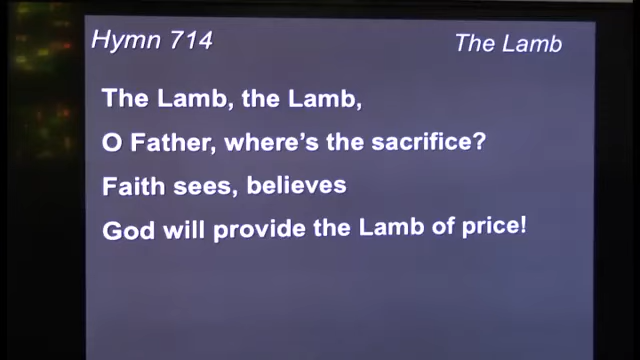 Hymn 714
The Lamb
The Lamb, the Lamb,
O Father, where's the sacrifice?
Faith sees, believes
God will provide the Lamb of price!